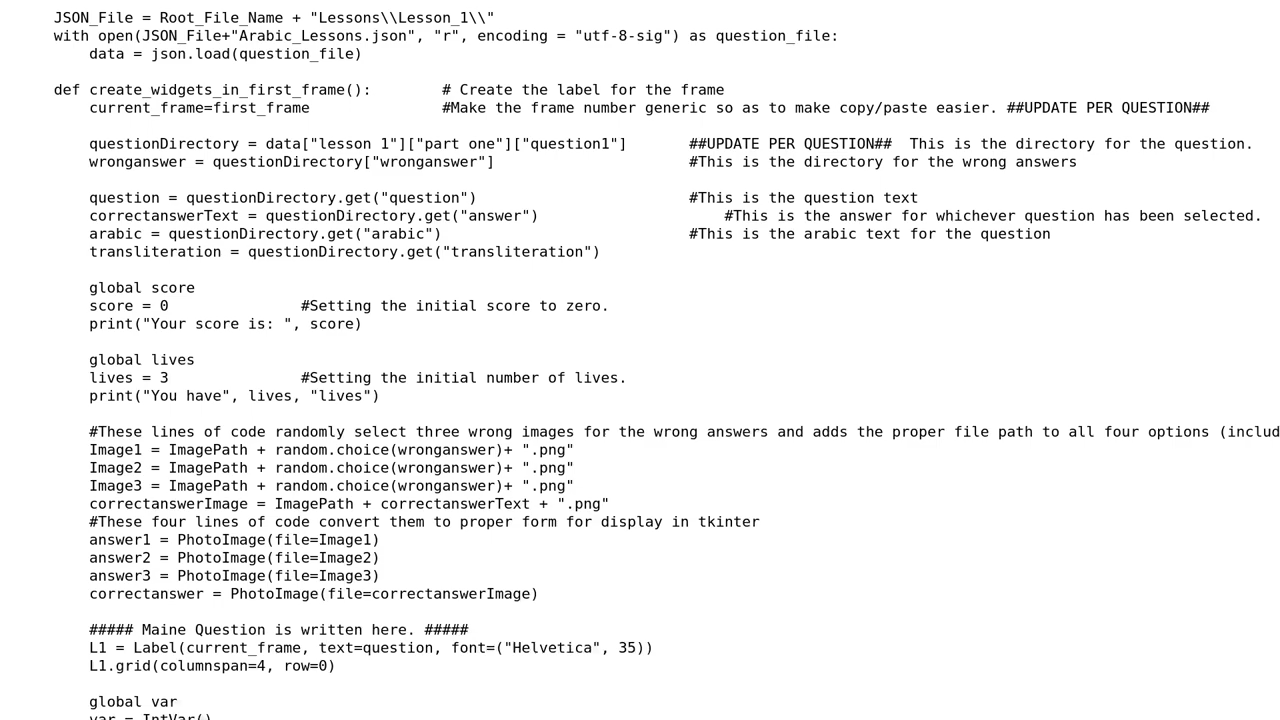 JSON_File = Root_File_Name + "Lessons\\Lesson_1\\"
with open(JSON_File+"Arabic_Lessons.json", "r", encoding = "utf-8-sig") as question_file:
    data = json.load(question_file)

def create_widgets_in_first_frame():        # Create the label for the frame
    current_frame=first_frame               #Make the frame number generic so as to make copy/paste easier. ##UPDATE PER QUESTION##

    questionDirectory = data["lesson 1"]["part one"]["question1"]       ##UPDATE PER QUESTION##  This is the directory for the question.
    wronganswer = questionDirectory["wronganswer"]                      #This is the directory for the wrong answers

    question = questionDirectory.get("question")                        #This is the question text
    correctanswerText = questionDirectory.get("answer")                     #This is the answer for whichever question has been selected.
    arabic = questionDirectory.get("arabic")                            #This is the arabic text for the question
    transliteration = questionDirectory.get("transliteration")

    global score
    score = 0               #Setting the initial score to zero.
    print("Your score is: ", score)

    global lives
    lives = 3               #Setting the initial number of lives.
    print("You have", lives, "lives")

    #These lines of code randomly select three wrong images for the wrong answers and adds the proper file path to all four options (includ
    Image1 = ImagePath + random.choice(wronganswer)+ ".png"
    Image2 = ImagePath + random.choice(wronganswer)+ ".png"
    Image3 = ImagePath + random.choice(wronganswer)+ ".png"
    correctanswerImage = ImagePath + correctanswerText + ".png"
    #These four lines of code convert them to proper form for display in tkinter
    answer1 = PhotoImage(file=Image1)
    answer2 = PhotoImage(file=Image2)
    answer3 = PhotoImage(file=Image3)
    correctanswer = PhotoImage(file=correctanswerImage)

    ##### Maine Question is written here. #####
    L1 = Label(current_frame, text=question, font=("Helvetica", 35))
    L1.grid(columnspan=4, row=0)

    global var
    var = IntVar()